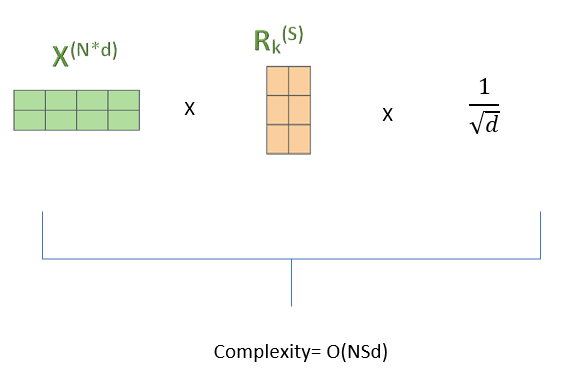 X(N*d)
Rk(S)
x
x
1
√d
Complexity= O(NSd)